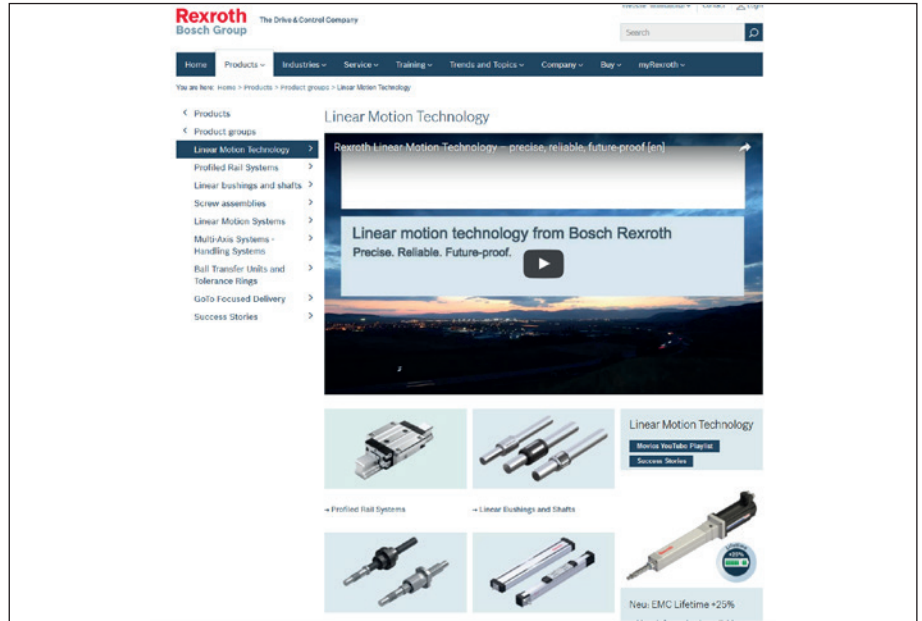 Rexroth
Bosch Group
The Drive & Control Company
Contact
Login
Search
Home Products Industries Service Training Trends and Topics Company Buy myRexroth
You are here: Home > Products > Product groups > Linear Motion Technology
Products
Product groups
Linear Motion Technology
Profiled Rail Systems
Linear bushings and shafts
Screw assemblies
Linear Motion Systems
Multi-Axis Systems -
Handling Systems
Ball Transfer Units and
Tolerance Rings
GoTo Focused Delivery
Success Stories
Linear Motion Technology
Rexroth Linear Motion Technology – precise, reliable, future-proof [en]
Linear motion technology from Bosch Rexroth
Precise. Reliable. Future-proof.
→ Profiled Rail Systems
→ Linear Bushings and Shafts
Linear Motion Technology
Movies YouTube Playlist
Success Stories
Rexroth
Lifetime
+25%
Neu: EMC Lifetime +25%